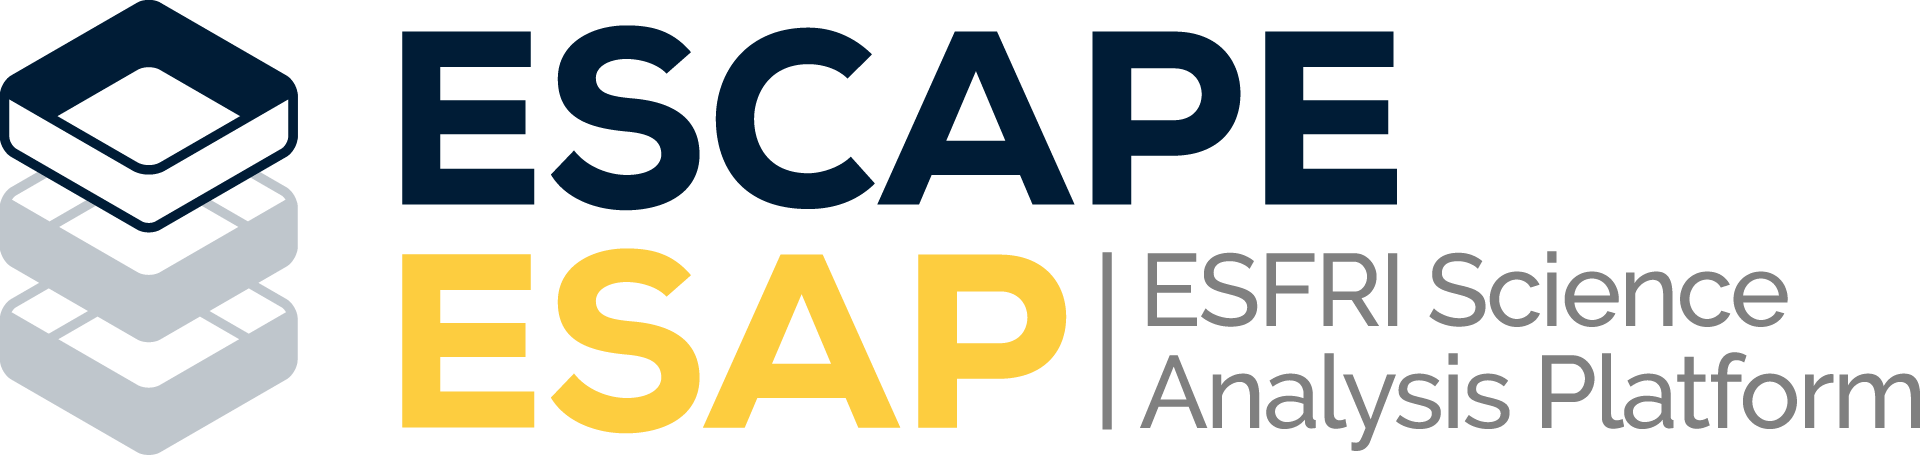 ESCAPE
ESAP
ESFRI Science
Analysis Platform